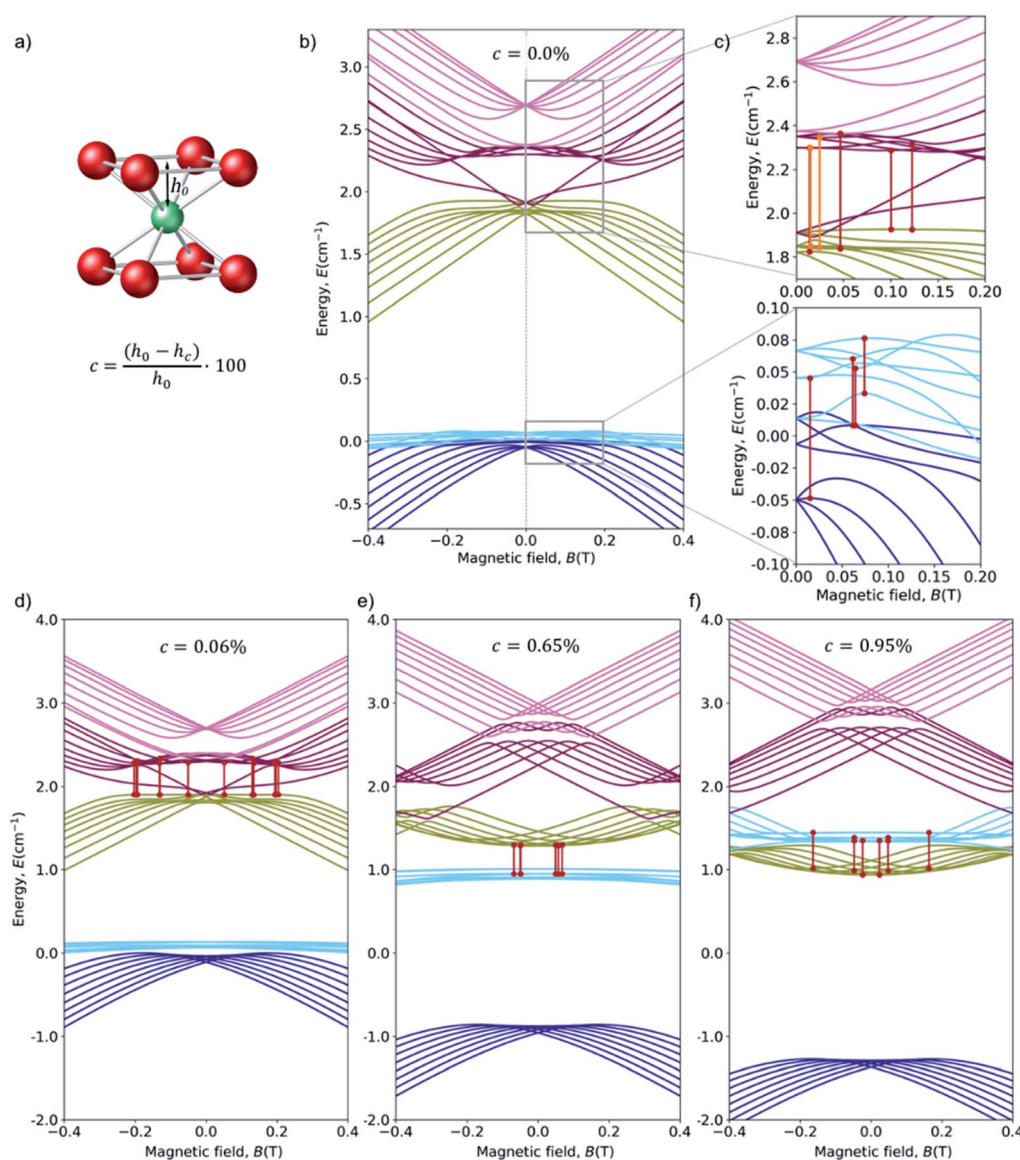 a)
h₀
c = (h₀ − h_c) / h₀ · 100
b)
c = 0.0%
3.0
2.5
2.0
1.5
1.0
0.5
0.0
−0.5
Energy, E(cm⁻¹)
−0.4 −0.2 0.0 0.2 0.4
Magnetic field, B(T)
c)
2.8
2.6
2.4
2.2
2.0
1.8
Energy, E(cm⁻¹)
0.00 0.05 0.10 0.15 0.20
0.10
0.08
0.05
0.02
0.00
-0.02
-0.05
-0.08
-0.10
Energy, E(cm⁻¹)
0.00 0.05 0.10 0.15 0.20
Magnetic field, B(T)
d)
c = 0.06%
4.0
3.0
2.0
1.0
0.0
-1.0
-2.0
Energy, E(cm⁻¹)
−0.4 −0.2 0.0 0.2 0.4
Magnetic field, B(T)
e)
c = 0.65%
4.0
3.0
2.0
1.0
0.0
-1.0
-2.0
−0.4 −0.2 0.0 0.2 0.4
Magnetic field, B(T)
f)
c = 0.95%
4.0
3.0
2.0
1.0
0.0
-1.0
-2.0
−0.4 −0.2 0.0 0.2 0.4
Magnetic field, B(T)